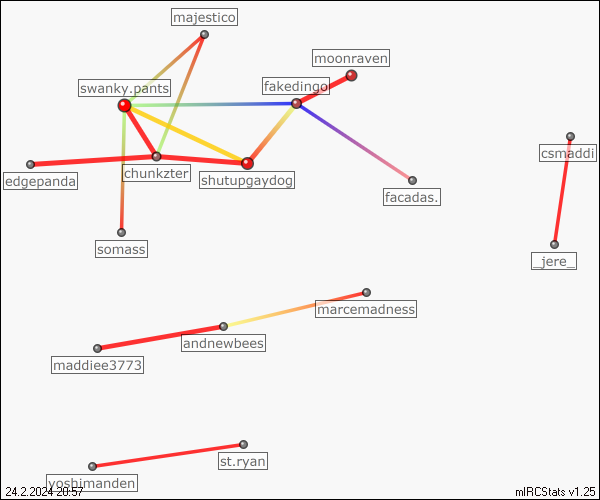 majestico
moonraven
swanky.pants
fakedingo
csmaddi
chunkzter
edgepanda
shutupgaydog
facadas.
somass
_jere_
marcemadness
andnewbees
maddiee3773
st.ryan
yoshimanden
24.2.2024 20:57
mIRCStats v1.25